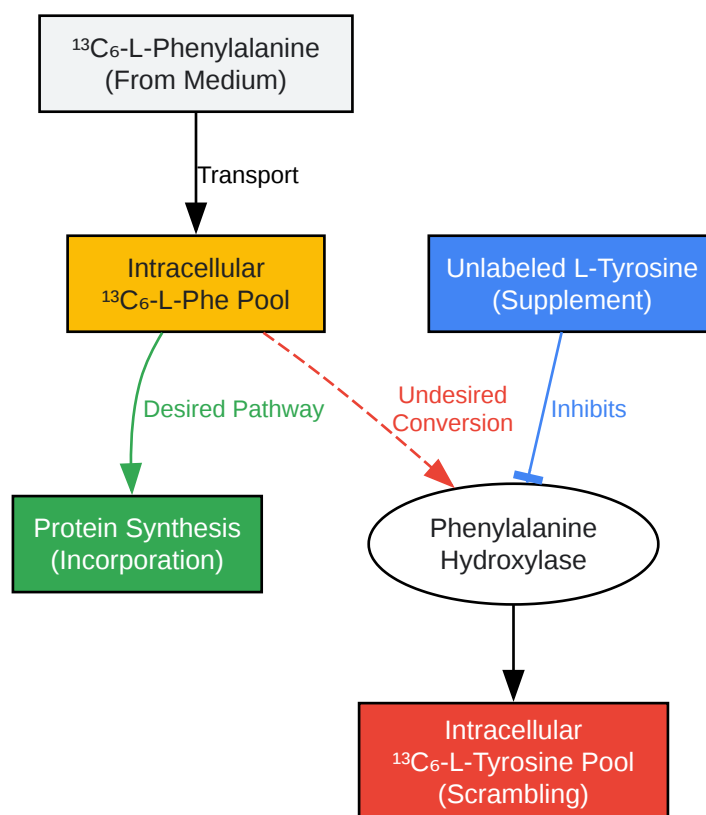 ¹³C₆-L-Phenylalanine
(From Medium)
Transport
Intracellular
¹³C₆-L-Phe Pool
Unlabeled L-Tyrosine
(Supplement)
Desired Pathway
Undesired
Conversion
Inhibits
Protein Synthesis
(Incorporation)
Phenylalanine
Hydroxylase
Intracellular
¹³C₆-L-Tyrosine Pool
(Scrambling)